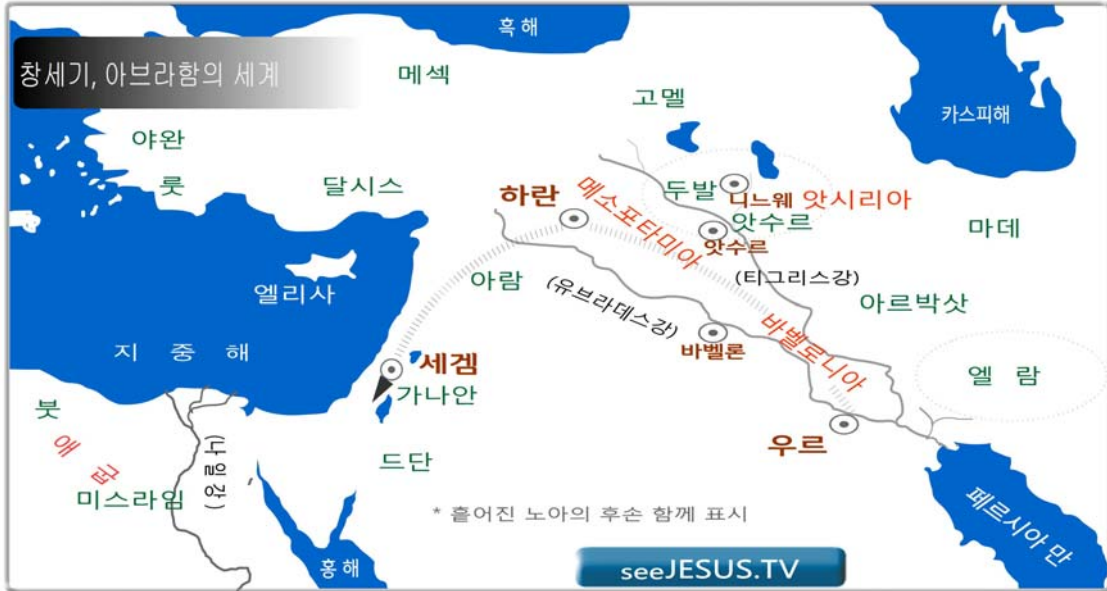 흑해
창세기, 아브라함의 세계
메섹
고멜
카스피해
야완
룻
달시스
하란
메소포타미아
두발
니느웨
앗시리아
앗수르
앗수르
마데
엘리사
아람
(유브라데스강)
(티그리스강)
아르박삿
지 중 해
세겜
가나안
바벨론
바벨로니아
엘 람
붓
애 굽
미스라임
(나일강)
드단
우르
* 흩어진 노아의 후손 함께 표시
페르시아 만
홍해
seeJESUS.TV